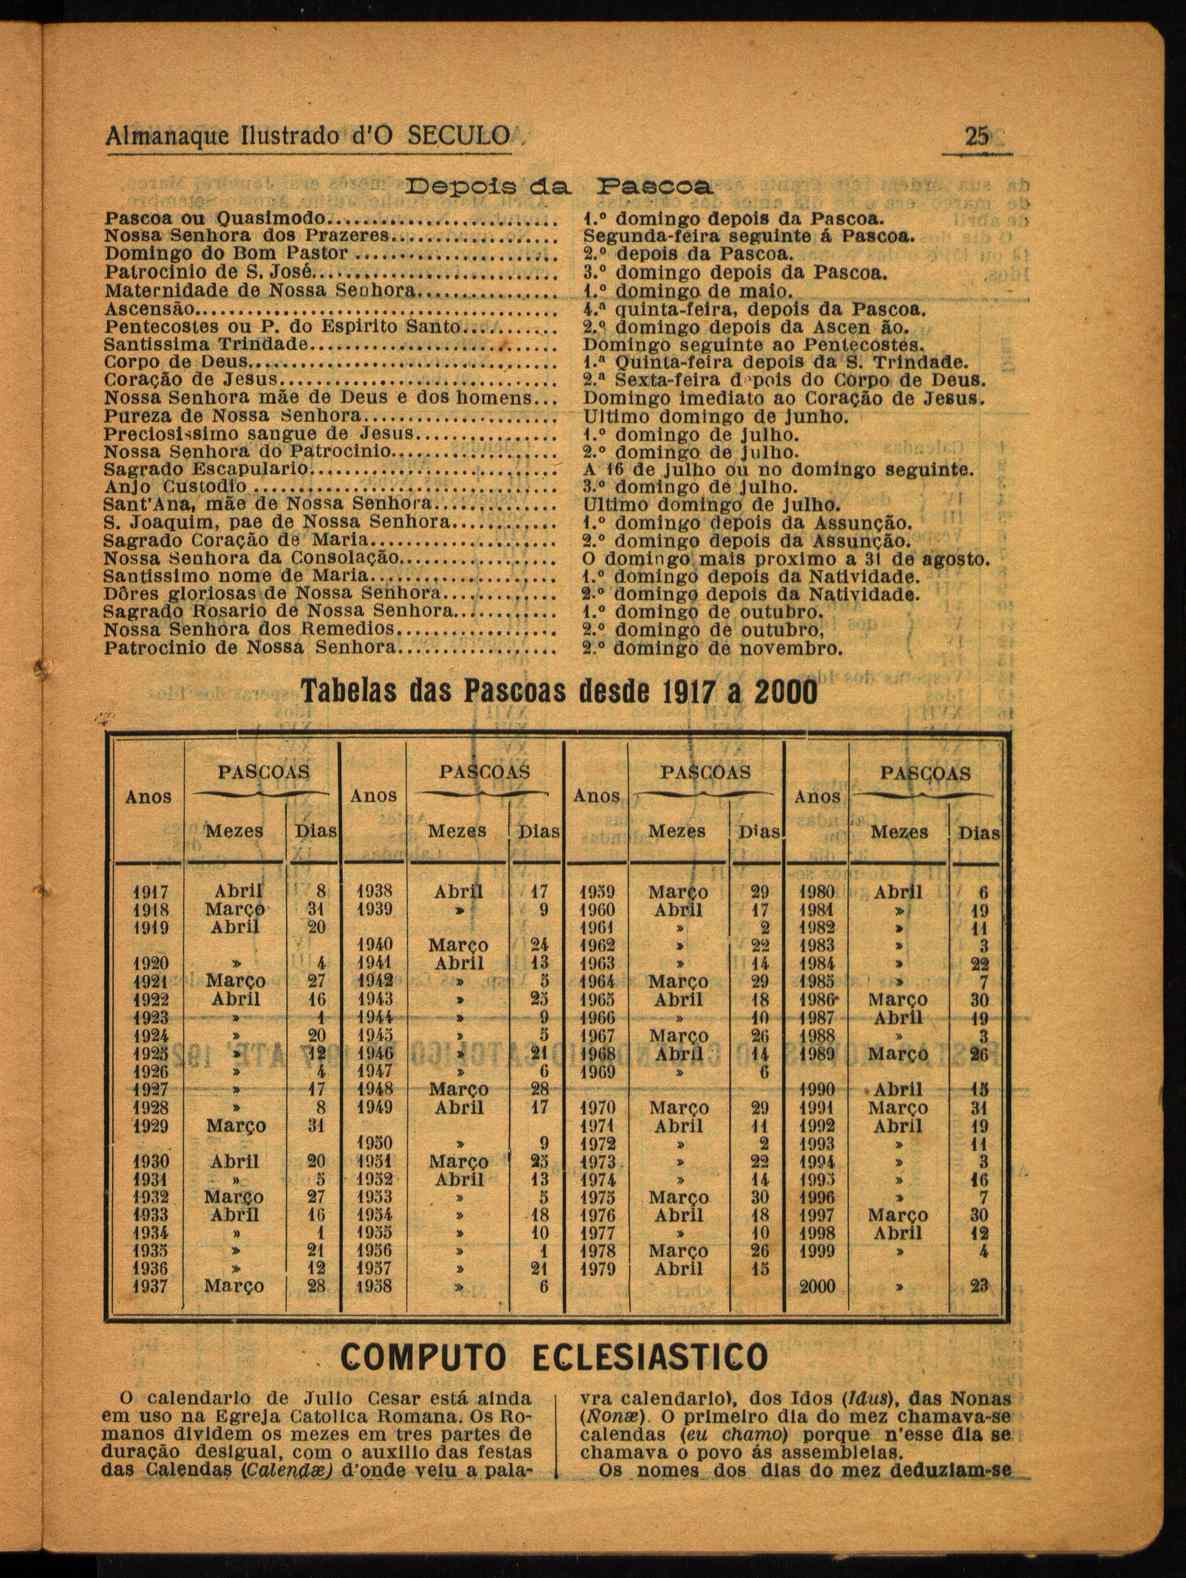 Almanaque Ilustrado d'O SECULO 25
Depois da Pascoa
Pascoa ou Quasimodo........................ 1.º domingo depois da Pascoa.
Nossa Senhora dos Prazeres.................. Segunda-feira seguinte á Pascoa.
Domingo do Bom Pastor ...................... 2.º depois da Pascoa.
Patrocinio de S. José.......................... 3.º domingo depois da Pascoa.
Maternidade de Nossa Senhora............... 1.º domingo de maio.
Ascensão....................................... 4.ª quinta-feira, depois da Pascoa.
Pentecostes ou P. do Espirito Santo........... 2.º domingo depois da Ascen ão.
Santissima Trindade........................... Domingo seguinte ao Pentecostes.
Corpo de Deus................................. 1.ª Quinta-feira depois da S. Trindade.
Coração de Jesus.............................. 2.ª Sexta-feira d pois do Corpo de Deus.
Nossa Senhora mãe de Deus e dos homens... Domingo imediato ao Coração de Jesus.
Pureza de Nossa Senhora..................... Ultimo domingo de junho.
Preciosissimo sangue de Jesus................ 1.º domingo de julho.
Nossa Senhora do Patrocinio.................. 2.º domingo de julho.
Sagrado Escapulario........................... A 16 de julho ou no domingo seguinte.
Anjo Custodio ................................. 3.º domingo de julho.
Sant'Ana, mãe de Nossa Senhora.............. Ultimo domingo de julho.
S. Joaquim, pae de Nossa Senhora............ 1.º domingo depois da Assunção.
Sagrado Coração de Maria.................... 2.º domingo depois da Assunção.
Nossa Senhora da Consolação................. O domingo mais proximo a 31 de agosto.
Santissimo nome de Maria.................... 1.º domingo depois da Natividade.
Dôres gloriosas de Nossa Senhora............. 2.º domingo depois da Natividade.
Sagrado Rosario de Nossa Senhora........... 1.º domingo de outubro.
Nossa Senhora dos Remedios................. 2.º domingo de outubro,
Patrocinio de Nossa Senhora................. 2.º domingo de novembro.
Tabelas das Pascoas desde 1917 a 2000
PASCOAS PASCOAS PASCOAS PASCOAS
Anos Anos Anos Anos
Mezes Dias Mezes Dias Mezes Dias Mezes Dias
1917 Abril 8 1938 Abril 17 1959 Março 29 1980 Abril 6
1918 Março 31 1939 » 9 1960 Abril 17 1981 » 19
1919 Abril 20 1961 » 2 1982 » 11
1940 Março 24 1962 » 22 1983 » 3
1920 » 4 1941 Abril 13 1963 » 14 1984 » 22
1921 Março 27 1942 » 5 1964 Março 29 1985 » 7
1922 Abril 16 1943 » 25 1965 Abril 18 1986 Março 30
1923 » 1 1944 » 9 1966 » 10 1987 Abril 19
1924 » 20 1945 » 5 1967 Março 26 1988 » 3
1925 » 12 1946 » 21 1968 Abril 14 1989 Março 26
1926 » 4 1947 » 6 1969 » 6
1927 » 17 1948 Março 28 1990 Abril 15
1928 » 8 1949 Abril 17 1970 Março 29 1991 Março 31
1929 Março 31 1971 Abril 11 1992 Abril 19
1950 » 9 1972 » 2 1993 » 11
1930 Abril 20 1951 Março 25 1973 » 22 1994 » 3
1931 » 5 1952 Abril 13 1974 » 14 1995 » 16
1932 Março 27 1953 » 5 1975 Março 30 1996 » 7
1933 Abril 16 1954 » 18 1976 Abril 18 1997 Março 30
1934 » 1 1955 » 10 1977 » 10 1998 Abril 12
1935 » 21 1956 » 1 1978 Março 26 1999 » 4
1936 » 12 1957 » 21 1979 Abril 15
1937 Março 28 1958 » 6 2000 » 23
COMPUTO ECLESIASTICO
O calendario de Julio Cesar está ainda
em uso na Egreja Catolica Romana. Os Ro-
manos dividem os mezes em tres partes de
duração desigual, com o auxilio das festas
das Calendas (Calendæ) d'onde veiu a pala-
vra calendario), dos Idos (Idus), das Nonas
(Nonæ). O primeiro dia do mez chamava-se
calendas (eu chamo) porque n'esse dia se
chamava o povo ás assembleias.
Os nomes dos dias do mez deduziam-se